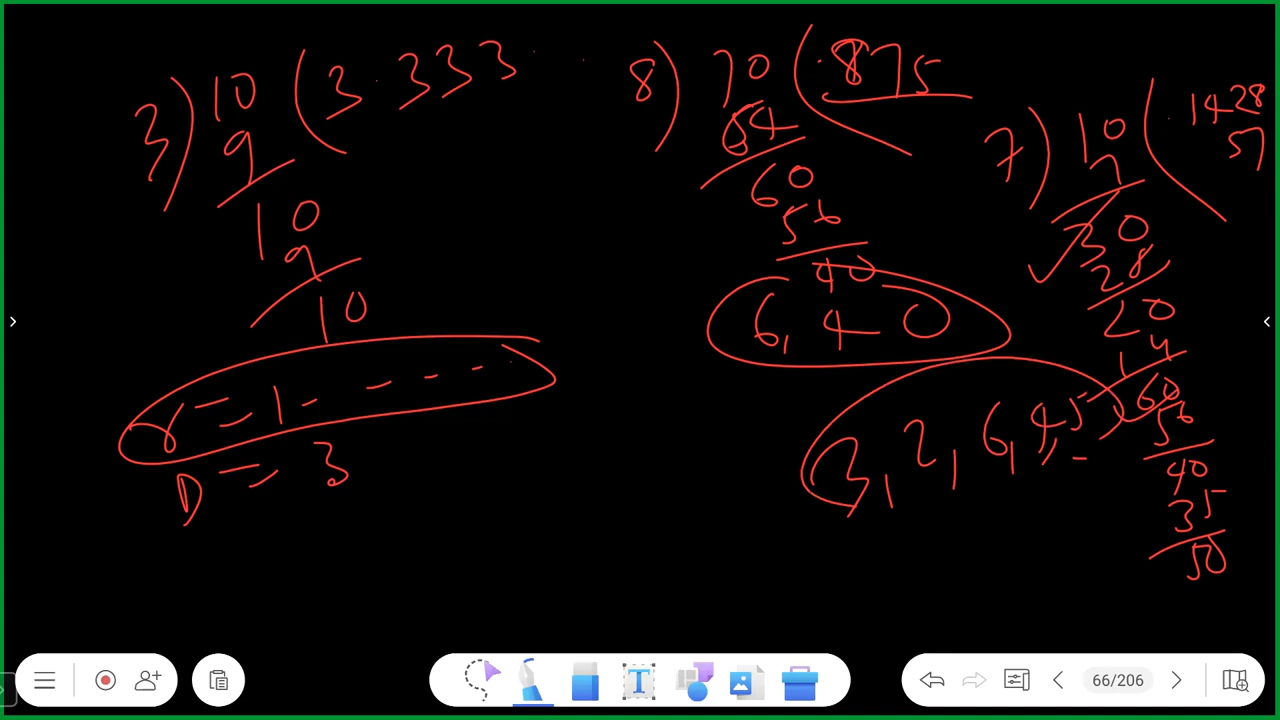 3) 10 ( 3.333
9
10
9
10
r = 1 - - - -
D = 3
8) 70 ( .875
64
60
56
40
6, 4 0
7) 10 ( .1428
57
7
30
28
20
14
60
56
40
35
50
3, 2, 6, 4, 5
66/206
T